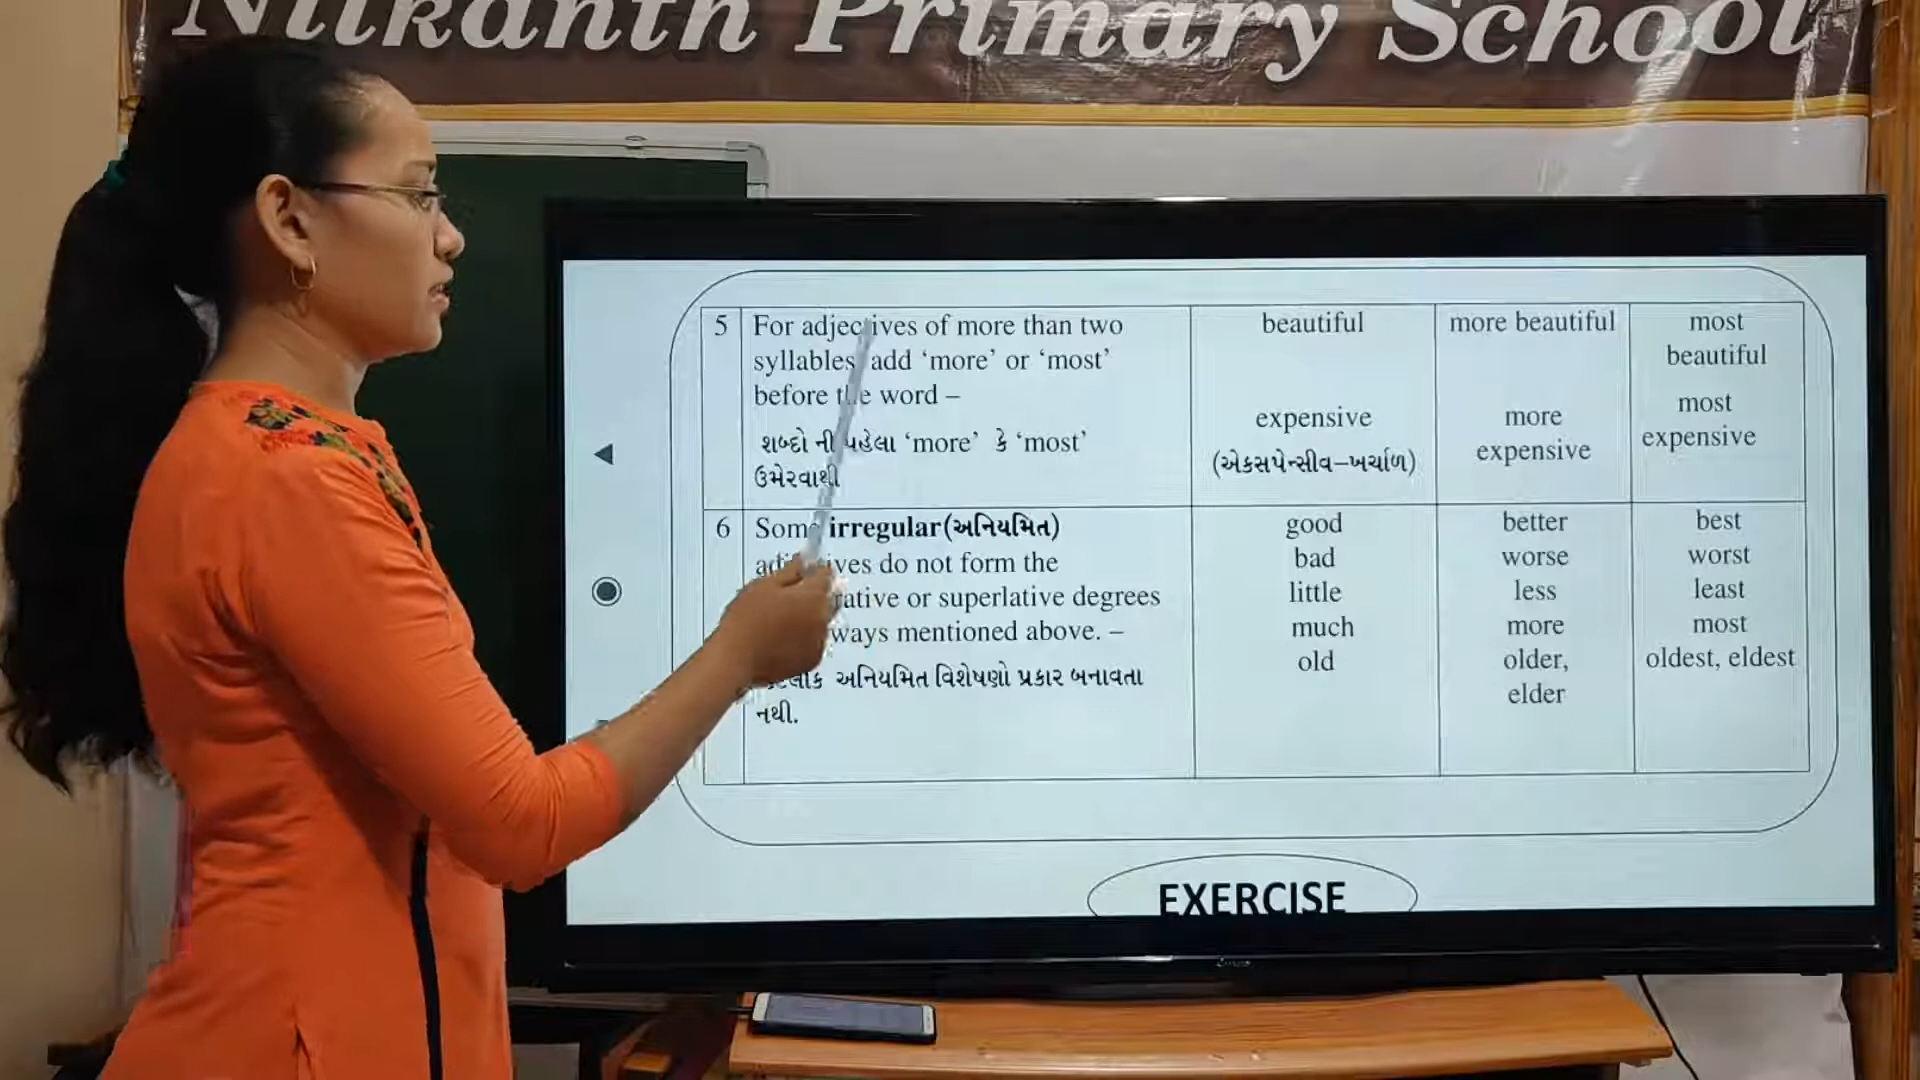 Nilkanth Primary School
5 For adjectives of more than two
syllables add ‘more’ or ‘most’
before the word –
શબ્દો ની પહેલા ‘more’ કે ‘most’
ઉમેરવાથી
beautiful
expensive
(એકસપેન્સીવ–ખર્ચાળ)
more beautiful
more
expensive
most
beautiful
most
expensive
6 Some irregular(અનિયમિત)
do not form the
or superlative degrees
ways mentioned above. –
અનિયમિત વિશેષણો પ્રકાર બનાવતા
નથી.
good
bad
little
much
old
better
worse
less
more
older,
elder
best
worst
least
most
oldest, eldest
EXERCISE